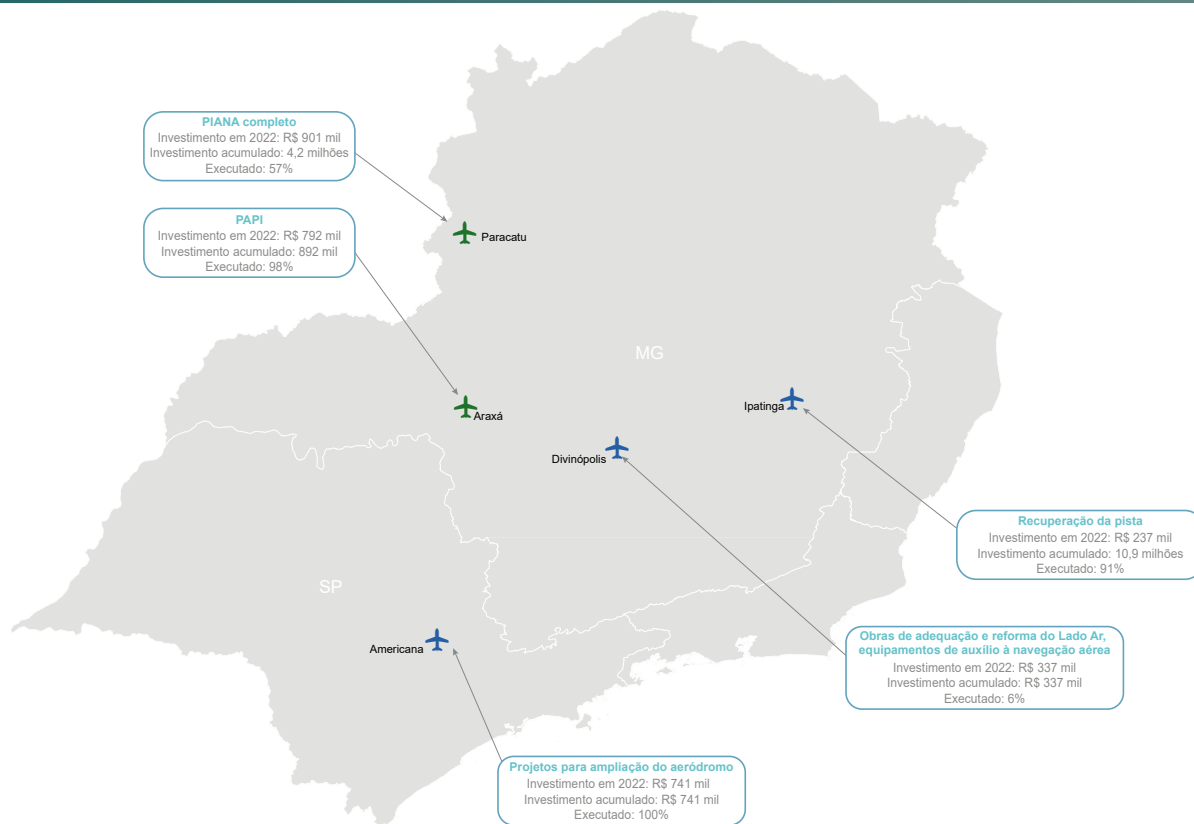 PIANA completo
Investimento em 2022: R$ 901 mil
Investimento acumulado: 4,2 milhões
Executado: 57%
PAPI
Investimento em 2022: R$ 792 mil
Investimento acumulado: 892 mil
Executado: 98%
Paracatu
MG
Araxá
Ipatinga
Divinópolis
Recuperação da pista
Investimento em 2022: R$ 237 mil
Investimento acumulado: 10,9 milhões
Executado: 91%
SP
Americana
Obras de adequação e reforma do Lado Ar,
equipamentos de auxílio à navegação aérea
Investimento em 2022: R$ 337 mil
Investimento acumulado: R$ 337 mil
Executado: 6%
Projetos para ampliação do aeródromo
Investimento em 2022: R$ 741 mil
Investimento acumulado: R$ 741 mil
Executado: 100%